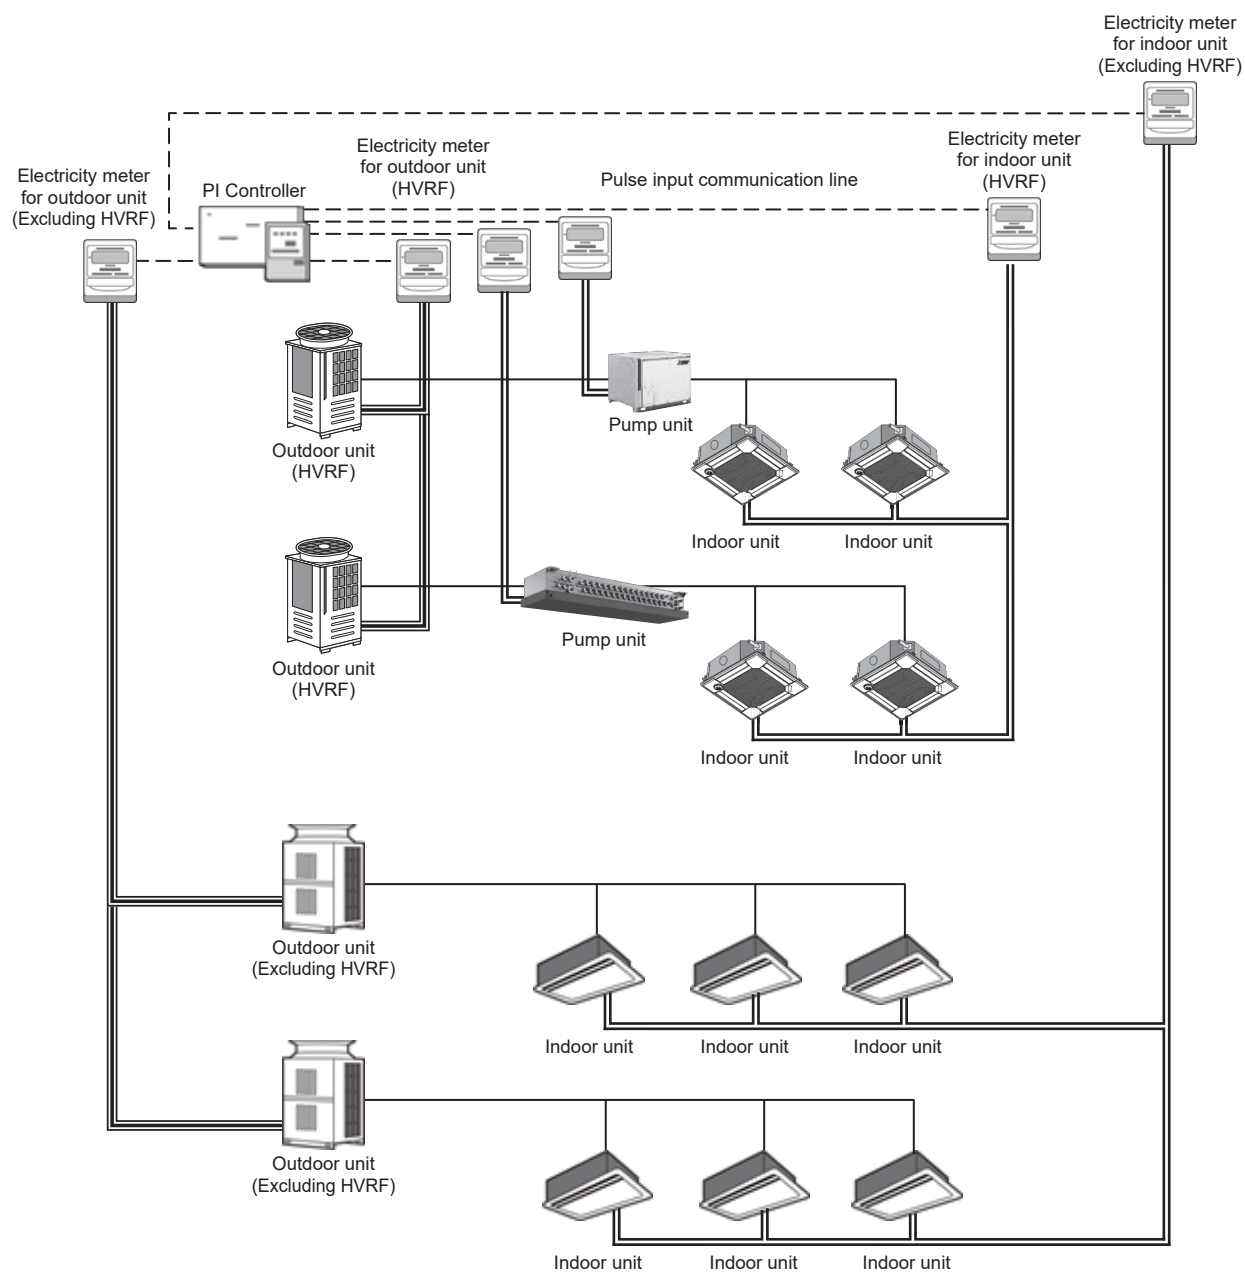 Electricity meter
for indoor unit
(Excluding HVRF)
Electricity meter
for outdoor unit
(HVRF)
Electricity meter
for indoor unit
(HVRF)
Electricity meter
for outdoor unit
(Excluding HVRF)
PI Controller
Pulse input communication line
Pump unit
Outdoor unit
(HVRF)
Indoor unit
Indoor unit
Pump unit
Outdoor unit
(HVRF)
Indoor unit
Indoor unit
Outdoor unit
(Excluding HVRF)
Indoor unit
Indoor unit
Indoor unit
Outdoor unit
(Excluding HVRF)
Indoor unit
Indoor unit
Indoor unit